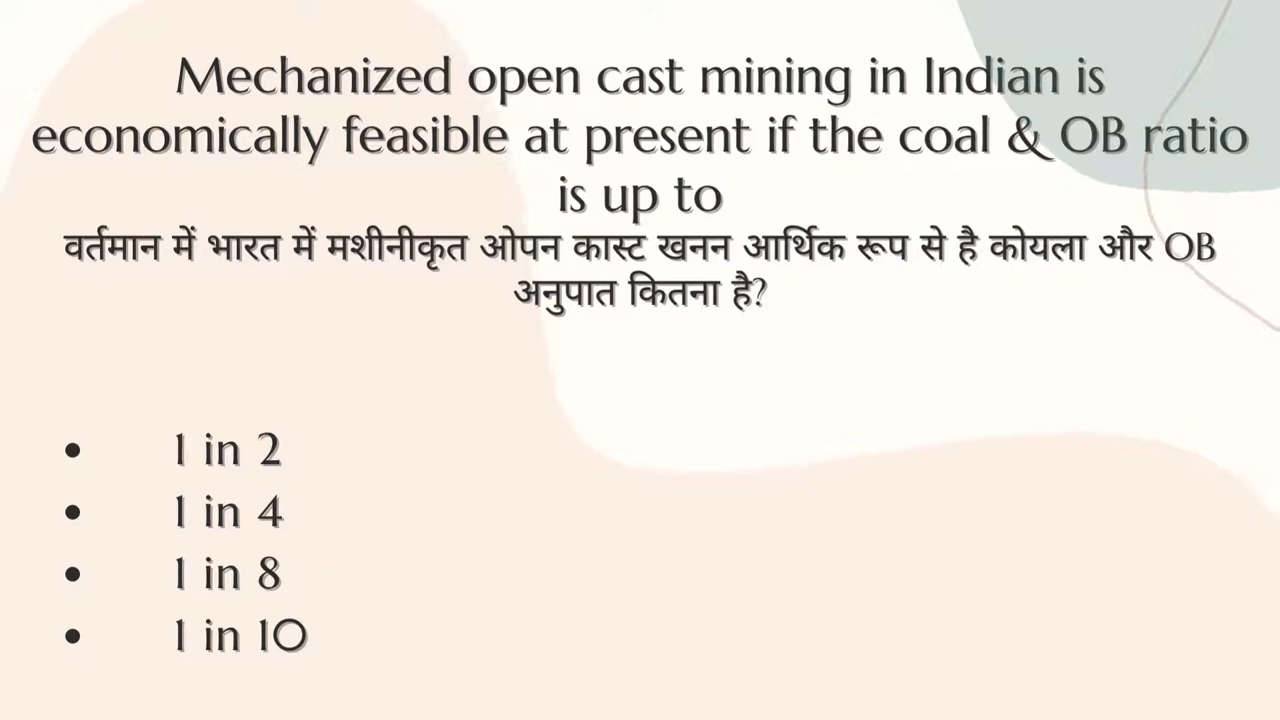 Mechanized open cast mining in Indian is
economically feasible at present if the coal & OB ratio
is up to
वर्तमान में भारत में मशीनीकृत ओपन कास्ट खनन आर्थिक रूप से है कोयला और OB
अनुपात कितना है?
• 1 in 2
• 1 in 4
• 1 in 8
• 1 in 10